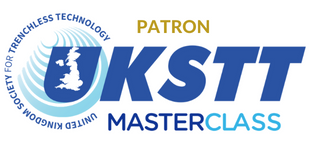 PATRON
UNITED KINGDOM SOCIETY FOR TRENCHLESS TECHNOLOGY
UKSTT
MASTERCLASS